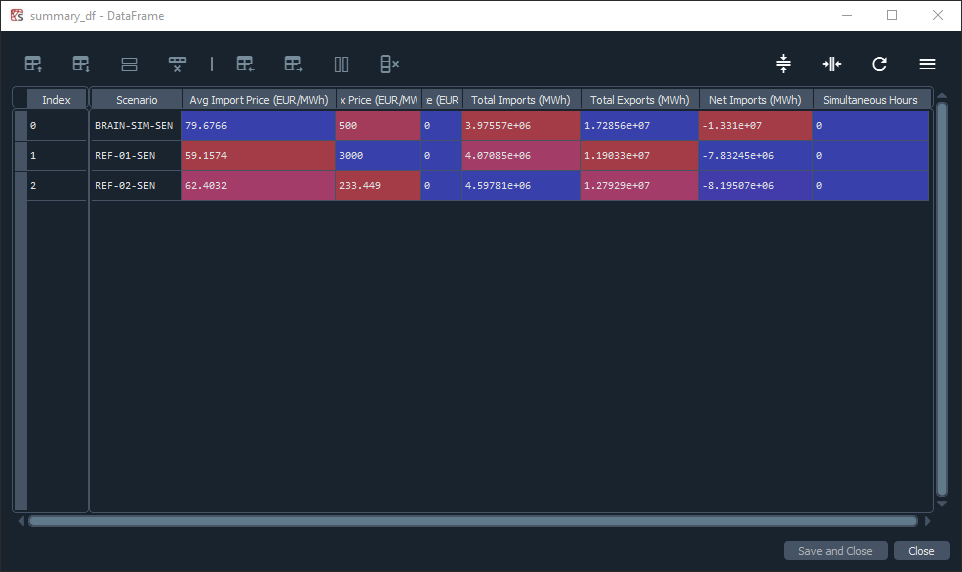 summary_df - DataFrame
Index Scenario Avg Import Price (EUR/MWh) x Price (EUR/MW e (EUR Total Imports (MWh) Total Exports (MWh) Net Imports (MWh) Simultaneous Hours
0 BRAIN-SIM-SEN 79.6766 500 0 3.97557e+06 1.72856e+07 -1.331e+07 0
1 REF-01-SEN 59.1574 3000 0 4.07085e+06 1.19033e+07 -7.83245e+06 0
2 REF-02-SEN 62.4032 233.449 0 4.59781e+06 1.27929e+07 -8.19507e+06 0
Save and Close Close